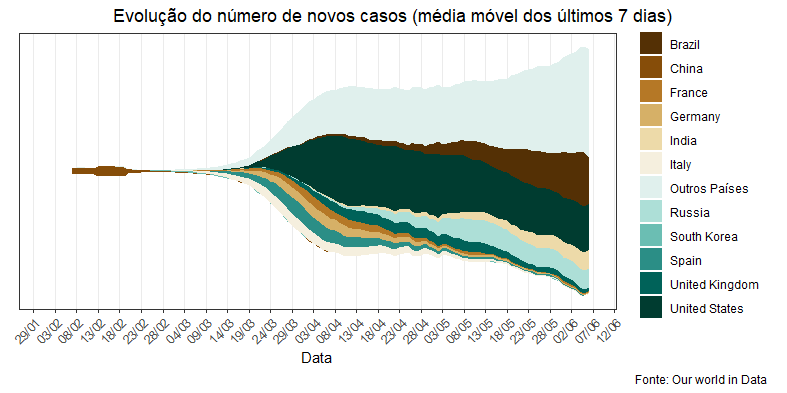 Evolução do número de novos casos (média móvel dos últimos 7 dias)
Brazil
China
France
Germany
India
Italy
Outros Países
Russia
South Korea
Spain
United Kingdom
United States
29/01 03/02 08/02 13/02 18/02 23/02 28/02 4/03 9/03 14/03 19/03 24/03 29/03 03/04 08/04 13/04 18/04 23/04 28/04 03/05 08/05 13/05 18/05 23/05 28/05 02/06 07/06 12/06
Data
Fonte: Our world in Data